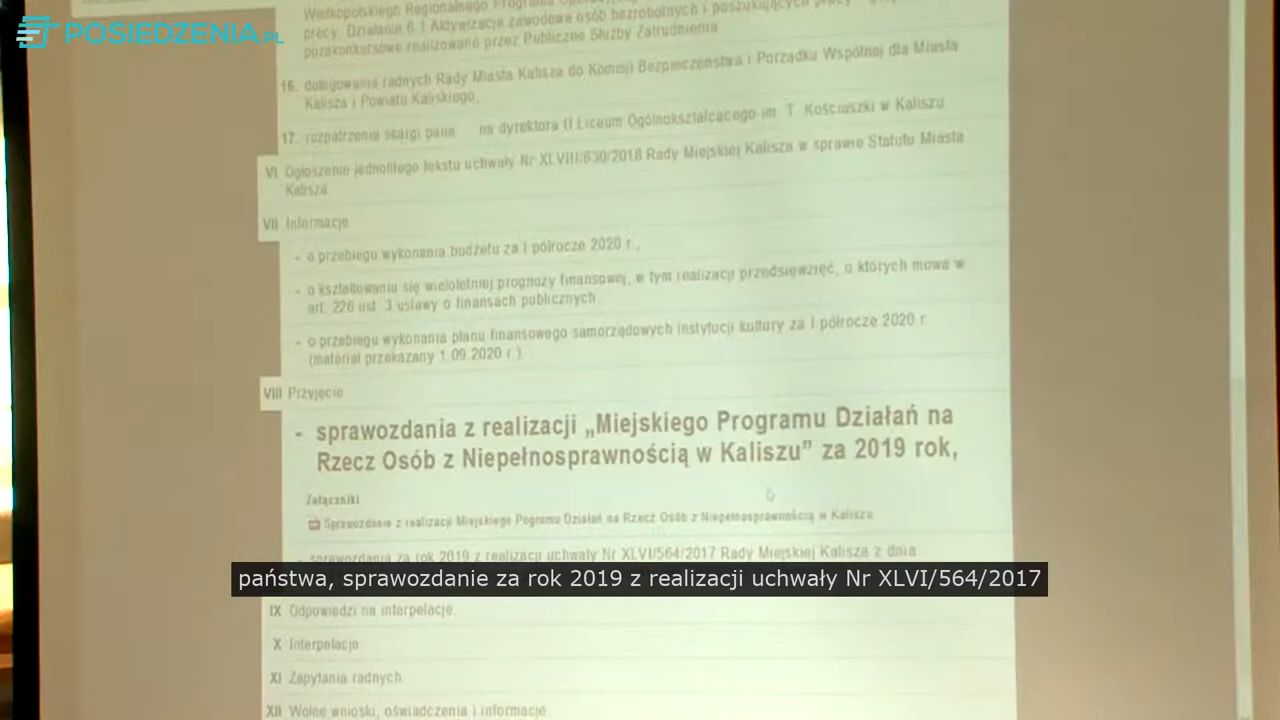 POSIEDZENIA.PL
Wielkopolskiego Regionalnego Programu
pracy, Działanie 6.1 Aktywizacja zawodowa osób bezrobotnych i poszukujących pracy
pozakonkursowe realizowane przez Publiczne Służby Zatrudnienia
16. delegowania radnych Rady Miasta Kalisza do Komisji Bezpieczeństwa i Porządku Wspólnej dla Miasta
Kalisza i Powiatu Kaliskiego,
17. rozpatrzenia skargi pana na dyrektora II Liceum Ogólnokształcącego im. T. Kościuszki w Kaliszu
VI Ogłoszenie jednolitego tekstu uchwały Nr XLVIII/630/2018 Rady Miejskiej Kalisza w sprawie Statutu Miasta
Kalisza
VII Informacje
- o przebiegu wykonania budżetu za I półrocze 2020 r.,
- o kształtowaniu się wieloletniej prognozy finansowej, w tym realizacji przedsięwzięć, o których mowa w
art. 226 ust. 3 ustawy o finansach publicznych
- o przebiegu wykonania planu finansowego samorządowych instytucji kultury za I półrocze 2020 r.
(materiał przekazany 1.09.2020 r.)
VIII Przyjęcie
- sprawozdania z realizacji „Miejskiego Programu Działań na
Rzecz Osób z Niepełnosprawnością w Kaliszu” za 2019 rok,
Załączniki
Sprawozdanie z realizacji Miejskiego Pogramu Działań na Rzecz Osób z Niepełnosprawnością w Kaliszu
- sprawozdania za rok 2019 z realizacji uchwały Nr XLVI/564/2017 Rady Miejskiej Kalisza z dnia
państwa, sprawozdanie za rok 2019 z realizacji uchwały Nr XLVI/564/2017
IX Odpowiedzi na interpelacje.
X Interpelacje
XI Zapytania radnych
XII Wolne wnioski, oświadczenia i informacje